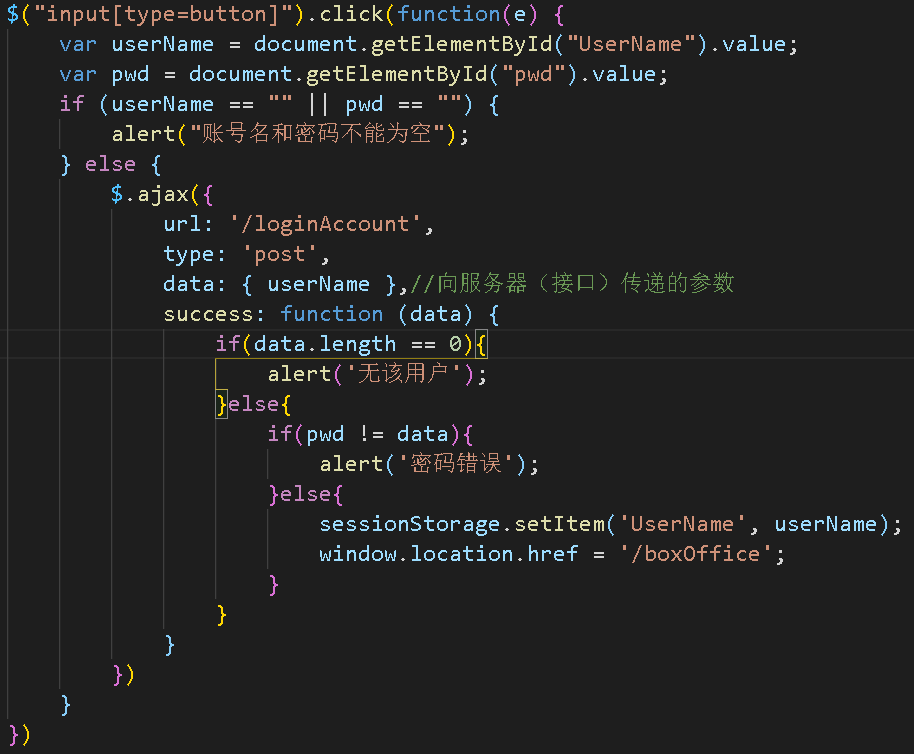 $("input[type=button]").click(function(e) {
    var userName = document.getElementById("UserName").value;
    var pwd = document.getElementById("pwd").value;
    if (userName == "" || pwd == "") {
        alert("账号名和密码不能为空");
    } else {
        $.ajax({
            url: '/loginAccount',
            type: 'post',
            data: { userName },//向服务器（接口）传递的参数
            success: function (data) {
                if(data.length == 0){
                    alert('无该用户');
                }else{
                    if(pwd != data){
                        alert('密码错误');
                    }else{
                        sessionStorage.setItem('UserName', userName);
                        window.location.href = '/boxOffice';
                    }
                }
            }
        })
    }
})